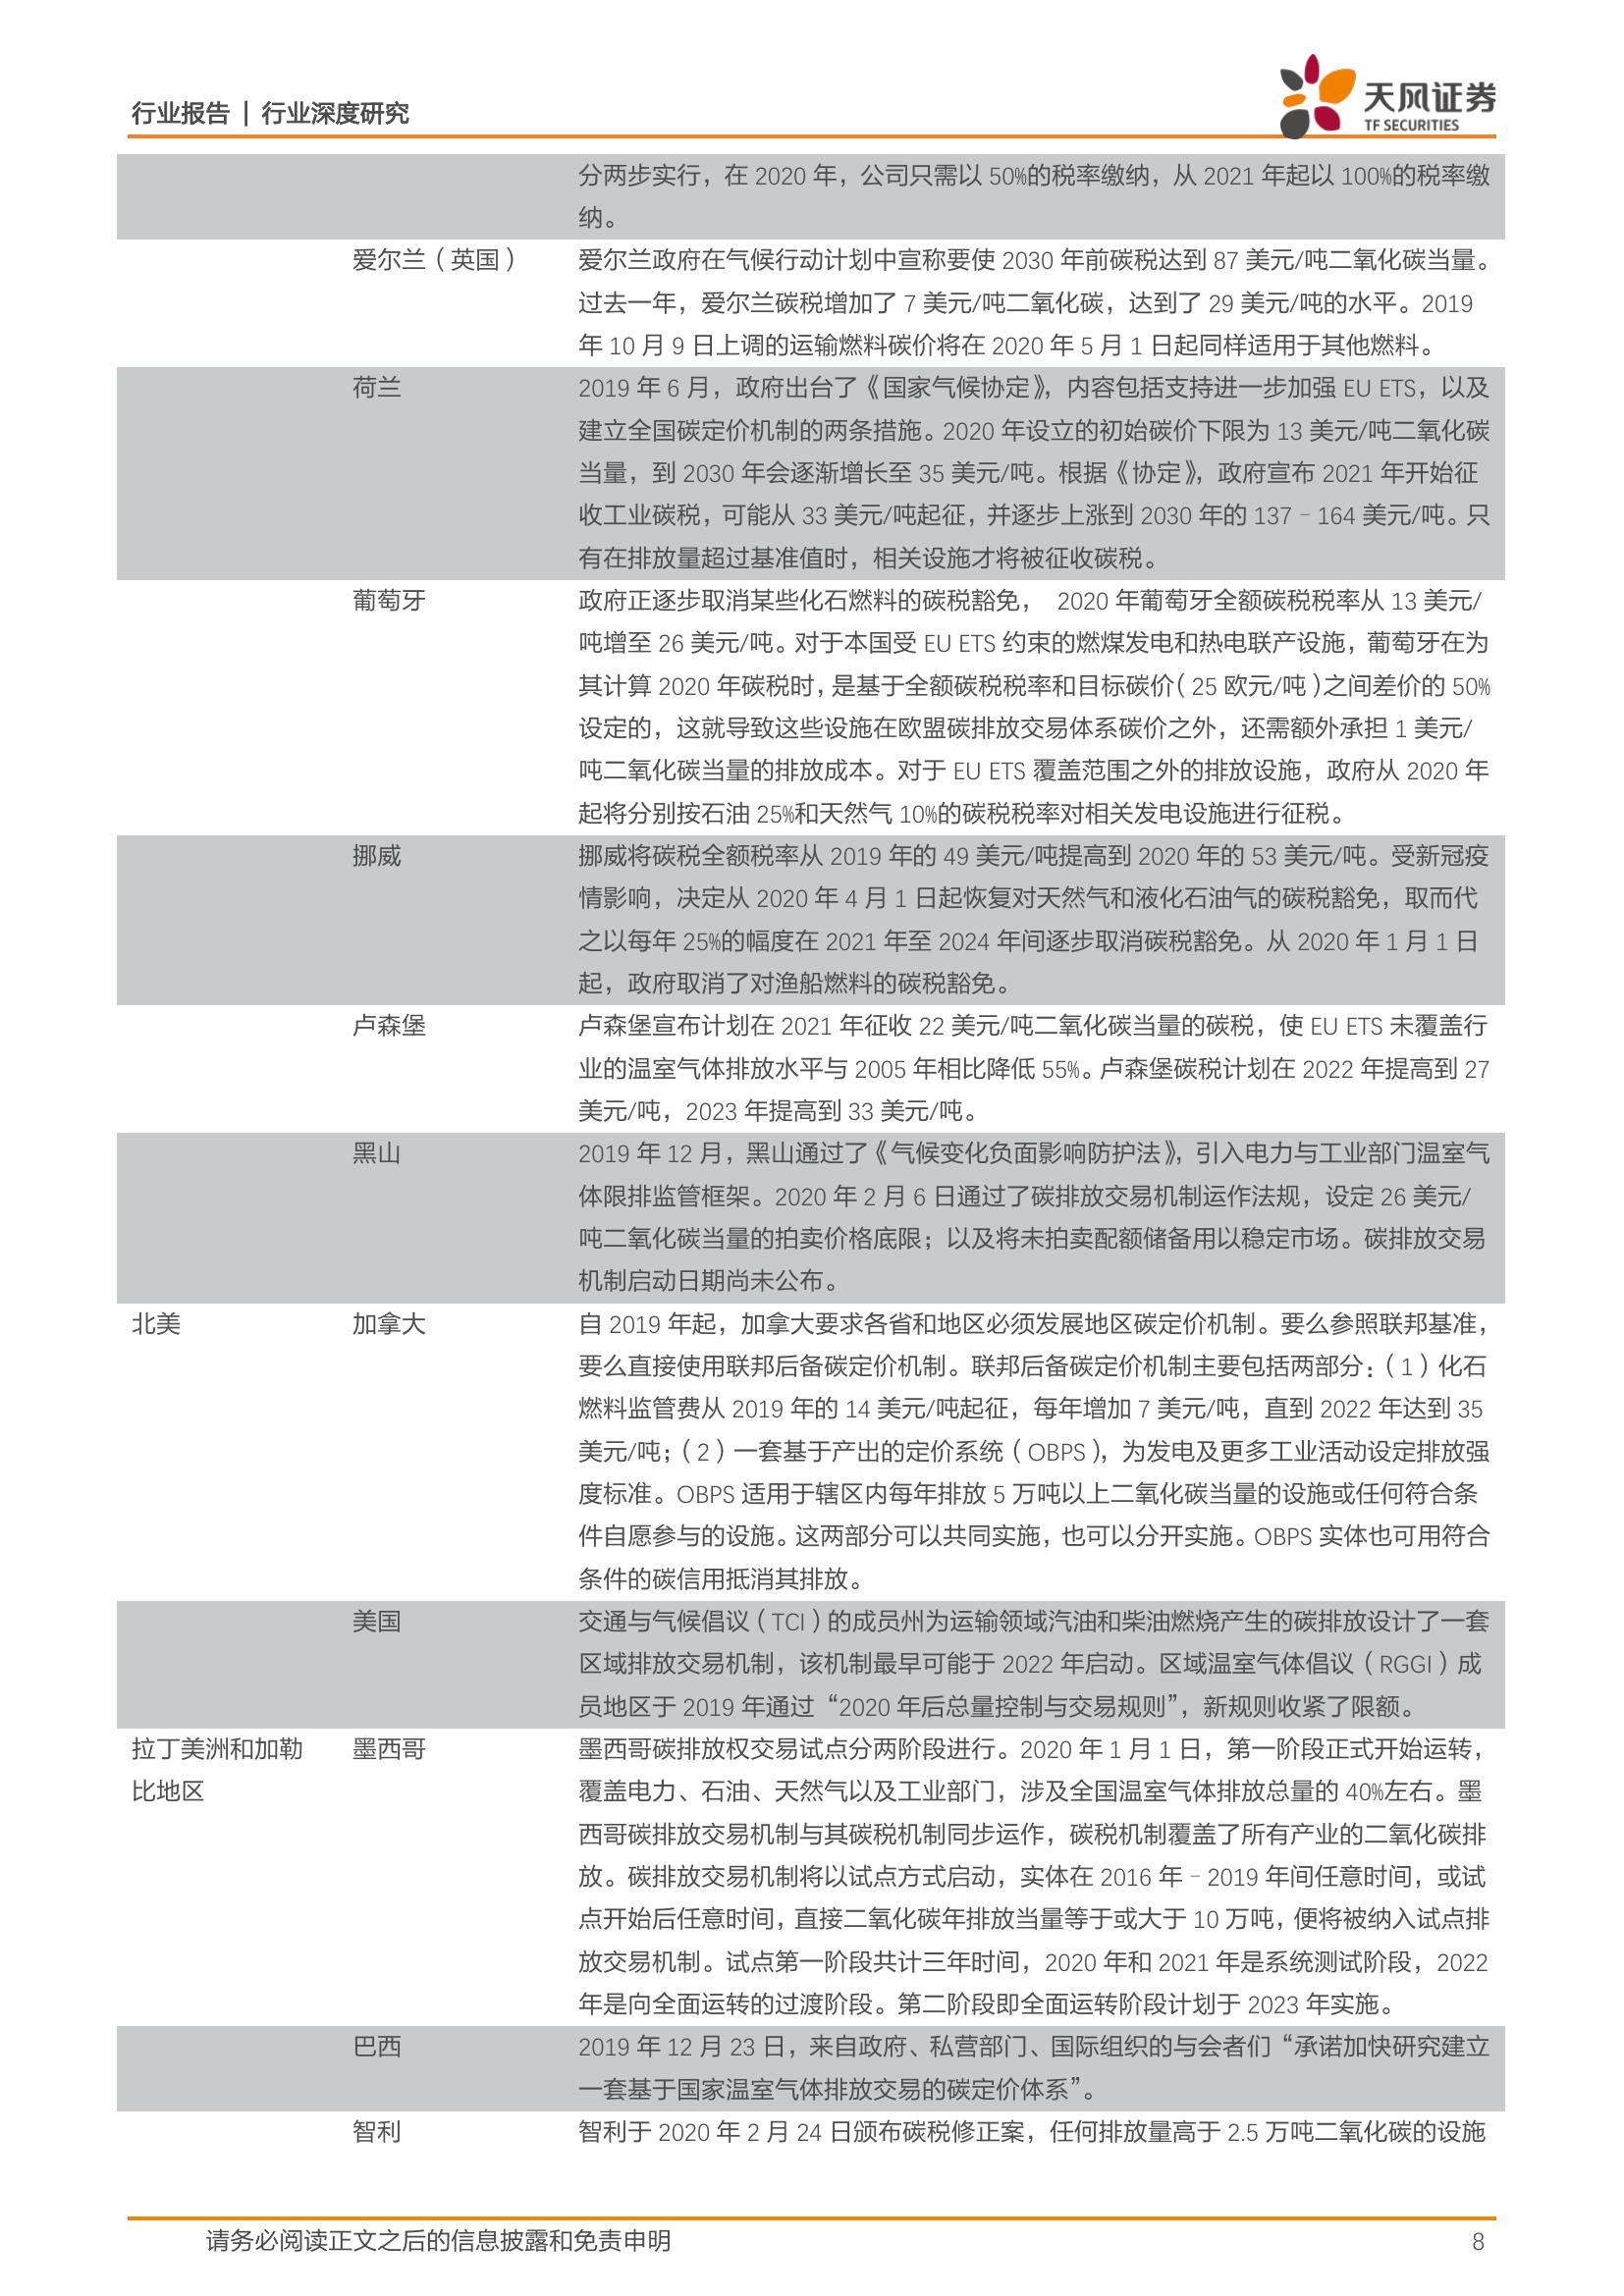 行业报告 | 行业深度研究
天风证券
TF SECURITIES
分两步实行，在 2020 年，公司只需以 50%的税率缴纳，从 2021 年起以 100%的税率缴
纳。
爱尔兰（英国）
爱尔兰政府在气候行动计划中宣称要使 2030 年前碳税达到 87 美元/吨二氧化碳当量。
过去一年，爱尔兰碳税增加了 7 美元/吨二氧化碳，达到了 29 美元/吨的水平。2019
年 10 月 9 日上调的运输燃料碳价将在 2020 年 5 月 1 日起同样适用于其他燃料。
荷兰
2019 年 6 月，政府出台了《国家气候协定》，内容包括支持进一步加强 EU ETS，以及
建立全国碳定价机制的两条措施。2020 年设立的初始碳价下限为 13 美元/吨二氧化碳
当量，到 2030 年会逐渐增长至 35 美元/吨。根据《协定》，政府宣布 2021 年开始征
收工业碳税，可能从 33 美元/吨起征，并逐步上涨到 2030 年的 137–164 美元/吨。只
有在排放量超过基准值时，相关设施才将被征收碳税。
葡萄牙
政府正逐步取消某些化石燃料的碳税豁免， 2020 年葡萄牙全额碳税税率从 13 美元/
吨增至 26 美元/吨。对于本国受 EU ETS 约束的燃煤发电和热电联产设施，葡萄牙在为
其计算 2020 年碳税时，是基于全额碳税税率和目标碳价（25 欧元/吨）之间差价的 50%
设定的，这就导致这些设施在欧盟碳排放交易体系碳价之外，还需额外承担 1 美元/
吨二氧化碳当量的排放成本。对于 EU ETS 覆盖范围之外的排放设施，政府从 2020 年
起将分别按石油 25%和天然气 10%的碳税税率对相关发电设施进行征税。
挪威
挪威将碳税全额税率从 2019 年的 49 美元/吨提高到 2020 年的 53 美元/吨。受新冠疫
情影响，决定从 2020 年 4 月 1 日起恢复对天然气和液化石油气的碳税豁免，取而代
之以每年 25%的幅度在 2021 年至 2024 年间逐步取消碳税豁免。从 2020 年 1 月 1 日
起，政府取消了对渔船燃料的碳税豁免。
卢森堡
卢森堡宣布计划在 2021 年征收 22 美元/吨二氧化碳当量的碳税，使 EU ETS 未覆盖行
业的温室气体排放水平与 2005 年相比降低 55%。卢森堡碳税计划在 2022 年提高到 27
美元/吨，2023 年提高到 33 美元/吨。
黑山
2019 年 12 月，黑山通过了《气候变化负面影响防护法》，引入电力与工业部门温室气
体限排监管框架。2020 年 2 月 6 日通过了碳排放交易机制运作法规，设定 26 美元/
吨二氧化碳当量的拍卖价格底限；以及将未拍卖配额储备用以稳定市场。碳排放交易
机制启动日期尚未公布。
北美
加拿大
自 2019 年起，加拿大要求各省和地区必须发展地区碳定价机制。要么参照联邦基准，
要么直接使用联邦后备碳定价机制。联邦后备碳定价机制主要包括两部分：（1）化石
燃料监管费从 2019 年的 14 美元/吨起征，每年增加 7 美元/吨，直到 2022 年达到 35
美元/吨；（2）一套基于产出的定价系统（OBPS），为发电及更多工业活动设定排放强
度标准。OBPS 适用于辖区内每年排放 5 万吨以上二氧化碳当量的设施或任何符合条
件自愿参与的设施。这两部分可以共同实施，也可以分开实施。OBPS 实体也可用符合
条件的碳信用抵消其排放。
美国
交通与气候倡议（TCI）的成员州为运输领域汽油和柴油燃烧产生的碳排放设计了一套
区域排放交易机制，该机制最早可能于 2022 年启动。区域温室气体倡议（RGGI）成
员地区于 2019 年通过“2020 年后总量控制与交易规则”，新规则收紧了限额。
拉丁美洲和加勒
比地区
墨西哥
墨西哥碳排放权交易试点分两阶段进行。2020 年 1 月 1 日，第一阶段正式开始运转，
覆盖电力、石油、天然气以及工业部门，涉及全国温室气体排放总量的 40%左右。墨
西哥碳排放交易机制与其碳税机制同步运作，碳税机制覆盖了所有产业的二氧化碳排
放。碳排放交易机制将以试点方式启动，实体在 2016 年–2019 年间任意时间，或试
点开始后任意时间，直接二氧化碳年排放当量等于或大于 10 万吨，便将被纳入试点排
放交易机制。试点第一阶段共计三年时间，2020 年和 2021 年是系统测试阶段，2022
年是向全面运转的过渡阶段。第二阶段即全面运转阶段计划于 2023 年实施。
巴西
2019 年 12 月 23 日，来自政府、私营部门、国际组织的与会者们“承诺加快研究建立
一套基于国家温室气体排放交易的碳定价体系”。
智利
智利于 2020 年 2 月 24 日颁布碳税修正案，任何排放量高于 2.5 万吨二氧化碳的设施
请务必阅读正文之后的信息披露和免责申明
8